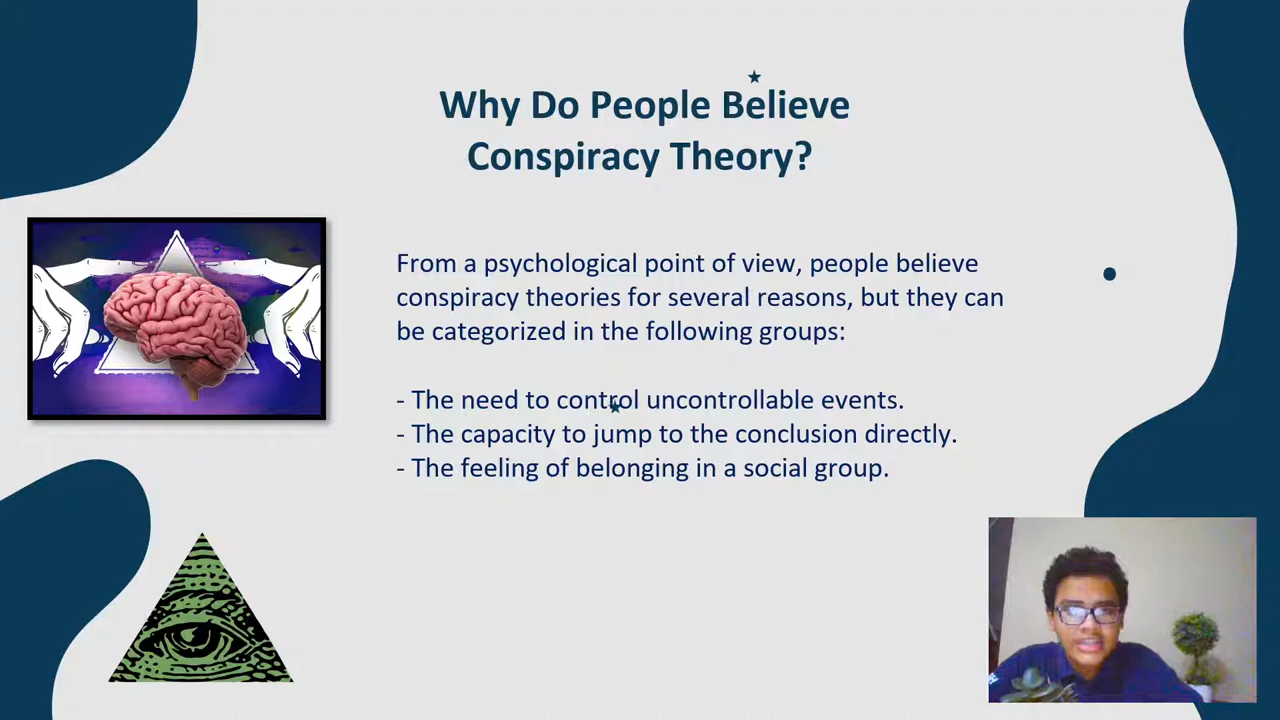 Why Do People Believe
Conspiracy Theory?
From a psychological point of view, people believe
conspiracy theories for several reasons, but they can
be categorized in the following groups:
- The need to control uncontrollable events.
- The capacity to jump to the conclusion directly.
- The feeling of belonging in a social group.